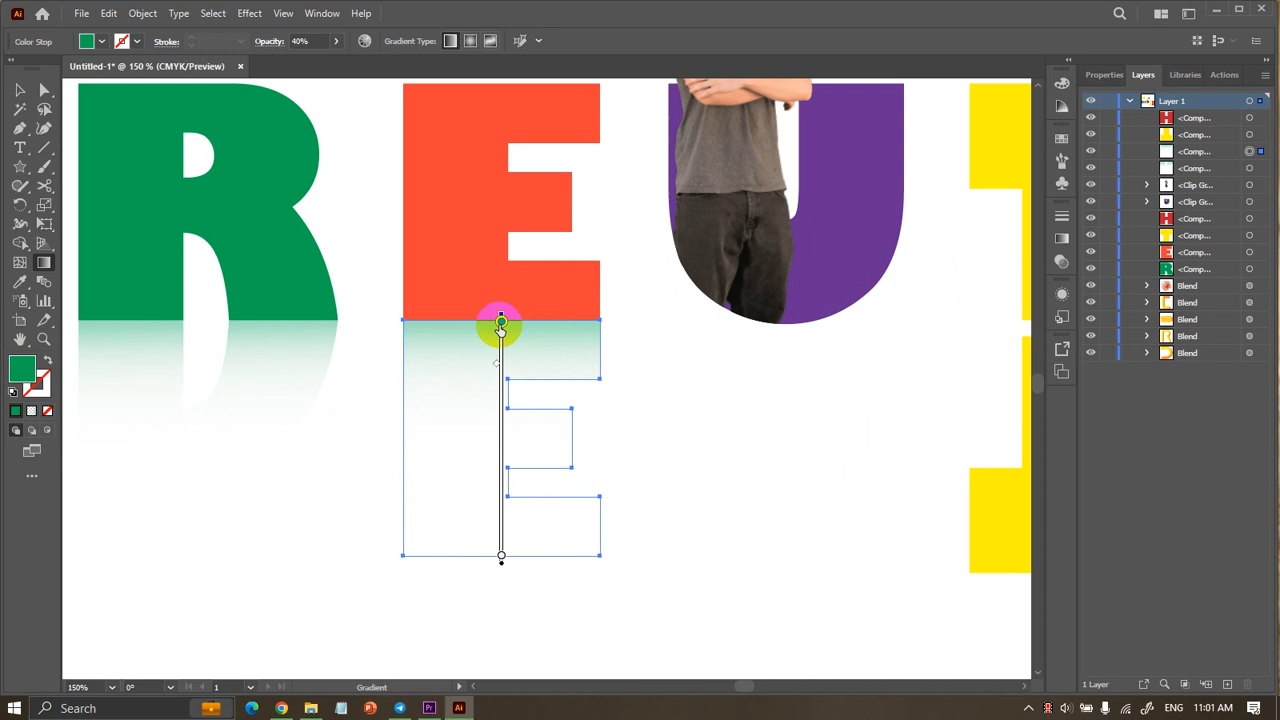 Ai
File Edit Object Type Select Effect View Window Help
Color Stop Stroke: Opacity: 40% Gradient Type:
Untitled-1* @ 150 % (CMYK/Preview) ×
Properties Layers Libraries Actions
R E U
Layer 1
<Comp...
<Comp...
<Comp...
<Comp...
<Clip Gr...
<Clip Gr...
<Comp...
<Comp...
<Comp...
<Comp...
Blend
Blend
Blend
Blend
Blend
150% 0° 1 Gradient
1 Layer
Search
ENG 11:01 AM